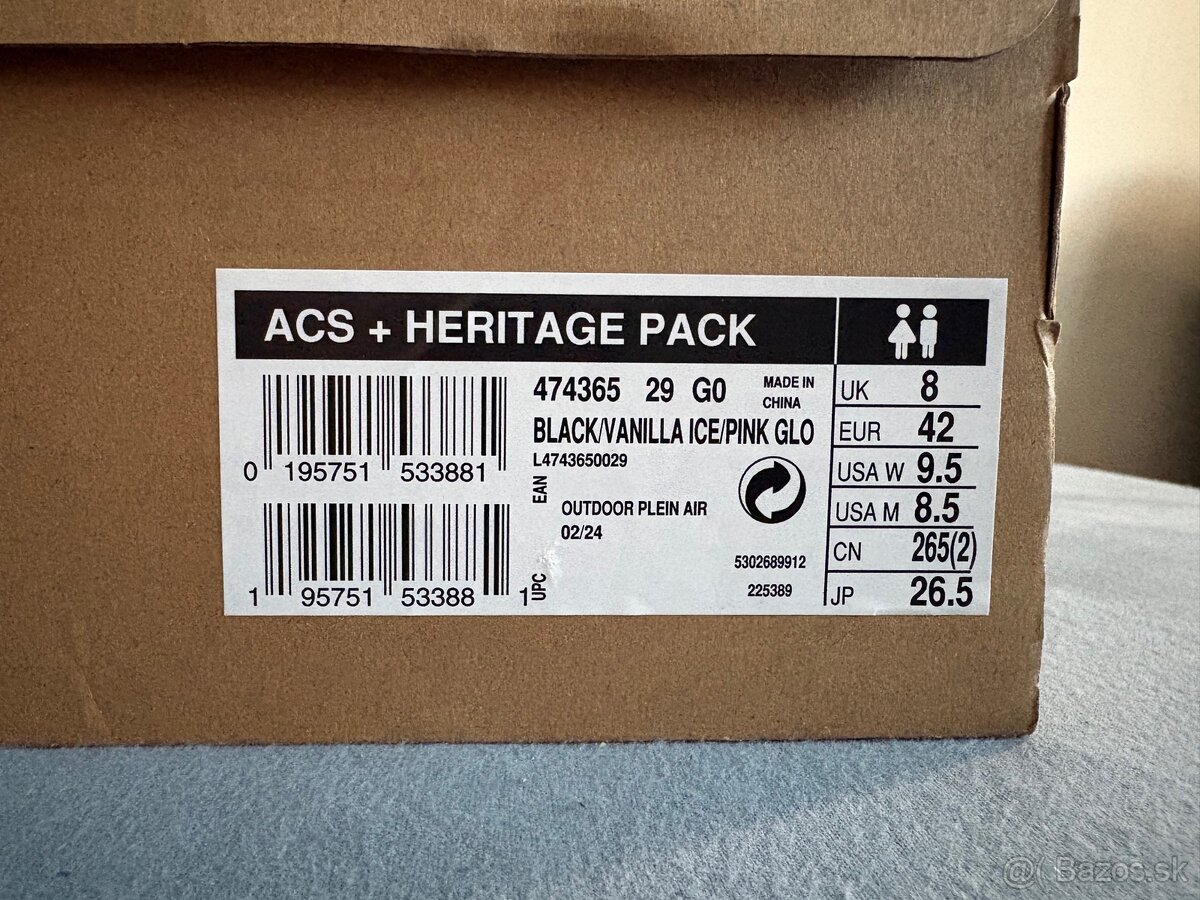 ACS + HERITAGE PACK
474365 29 G0 MADE IN CHINA
BLACK/VANILLA ICE/PINK GLO
L4743650029
0 195751 533881
EAN
OUTDOOR PLEIN AIR
02/24
5302689912
225389
1 95751 53388 1
UPC
UK 8
EUR 42
USA W 9.5
USA M 8.5
CN 265(2)
JP 26.5
@( Bazos.sk